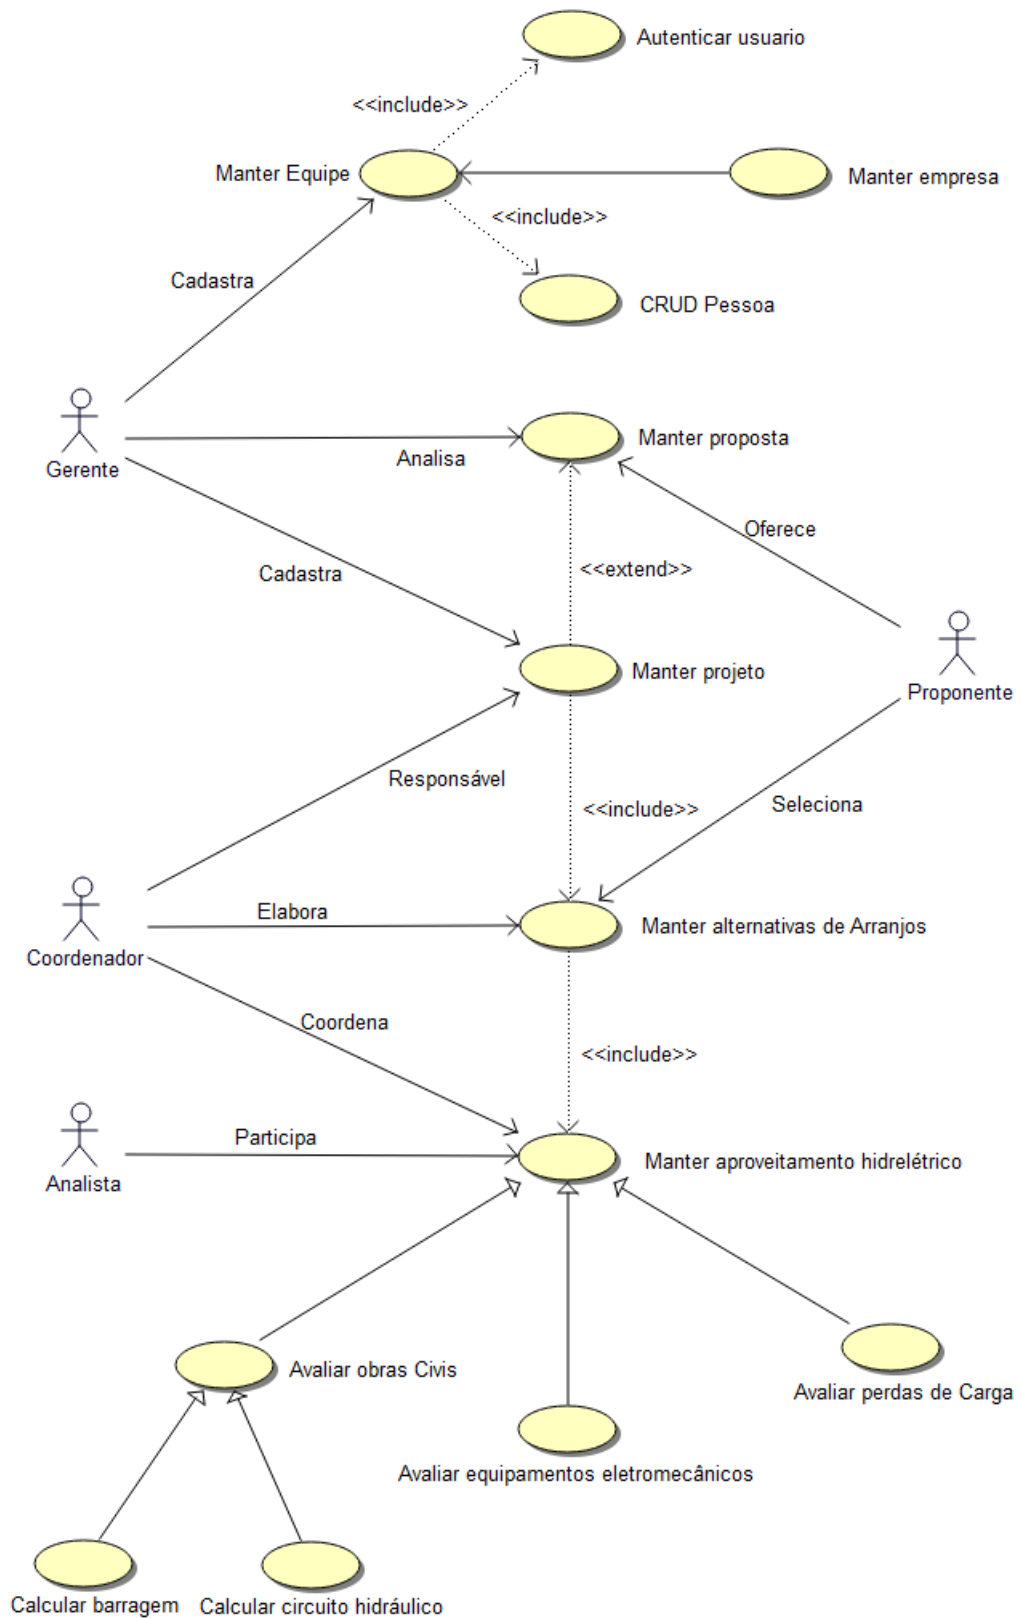 Autenticar usuario
<<include>>
Manter Equipe
Manter empresa
<<include>>
Cadastra
CRUD Pessoa
Manter proposta
Analisa
Gerente
Oferece
<<extend>>
Cadastra
Manter projeto
Proponente
Responsável
<<include>>
Seleciona
Elabora
Manter alternativas de Arranjos
Coordenador
Coordena
<<include>>
Participa
Manter aproveitamento hidrelétrico
Analista
Avaliar obras Civis
Avaliar perdas de Carga
Avaliar equipamentos eletromecânicos
Calcular barragem
Calcular circuito hidráulico